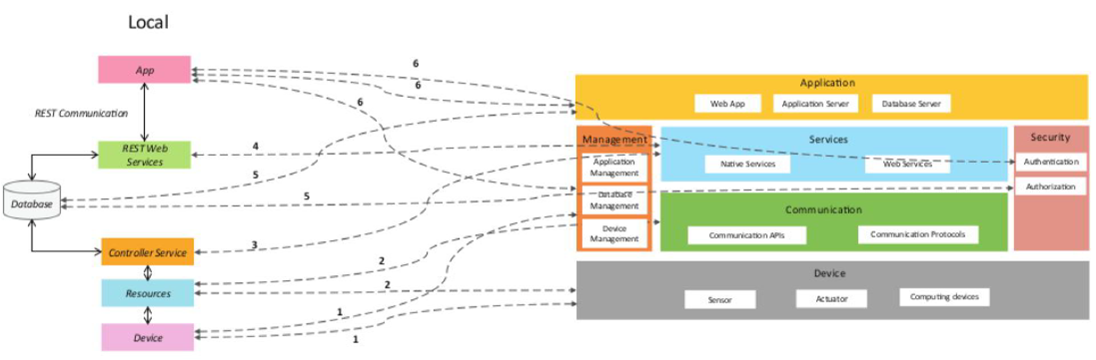 Local
App
REST Communication
REST Web
Services
Database
Controller Service
Resources
Device
6
6
6
4
5
5
3
2
2
1
1
Application
Web App
Application Server
Database Server
Management
Application
Management
Database
Management
Device
Management
Services
Native Services
Web Services
Communication
Communication APIs
Communication Protocols
Security
Authentication
Authorization
Device
Sensor
Actuator
Computing devices